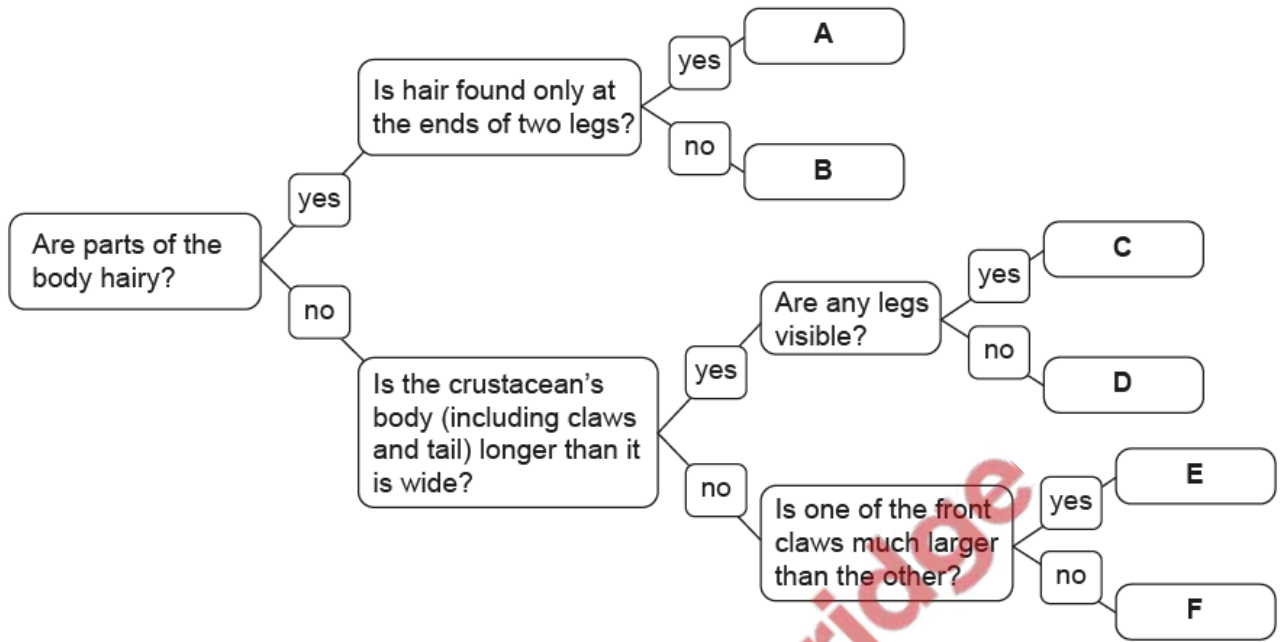 A
yes
Is hair found only at
the ends of two legs?
no
B
yes
Are parts of the
body hairy?
no
C
yes
Are any legs
visible?
no
D
yes
Is the crustacean's
body (including claws
and tail) longer than it
is wide?
no
E
yes
Is one of the front
claws much larger
than the other?
no
F
ridge